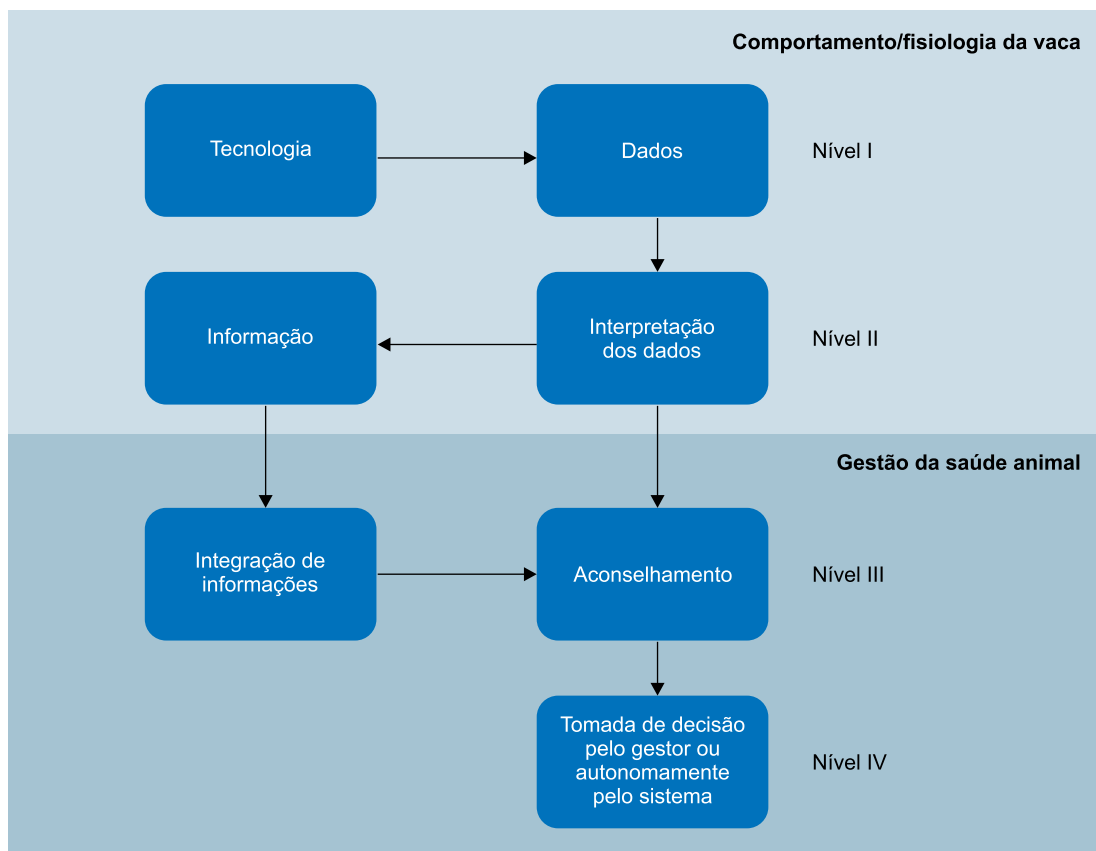 Comportamento/fisiologia da vaca
Tecnologia
Dados
Nível I
Informação
Interpretação
dos dados
Nível II
Gestão da saúde animal
Integração de
informações
Aconselhamento
Nível III
Tomada de decisão
pelo gestor ou
autonomamente
pelo sistema
Nível IV